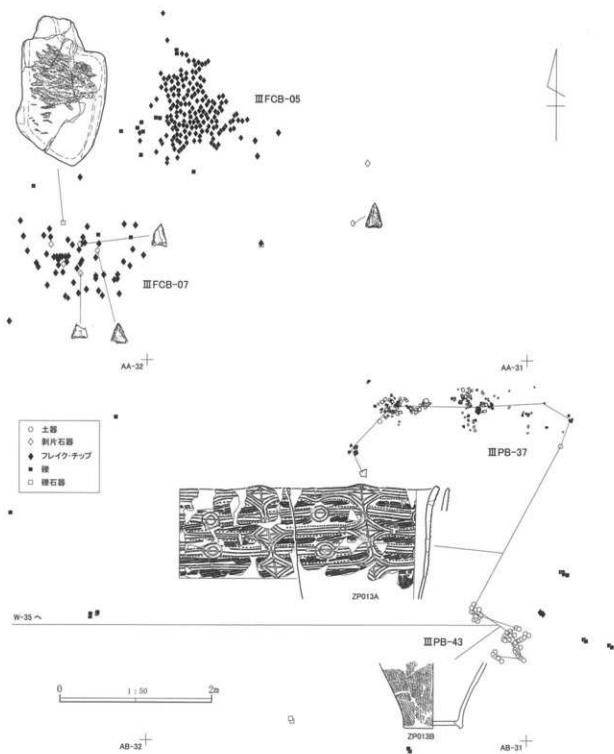 ⅢFCB-05
ⅢFCB-07
AA-32
AA-31
土器
剥片石器
フレイク・チップ
礫
礫石器
ⅢPB-37
ZP013A
W-35 へ
ⅢPB-43
0 1:50 2m
ZP013B
AB-32
AB-31